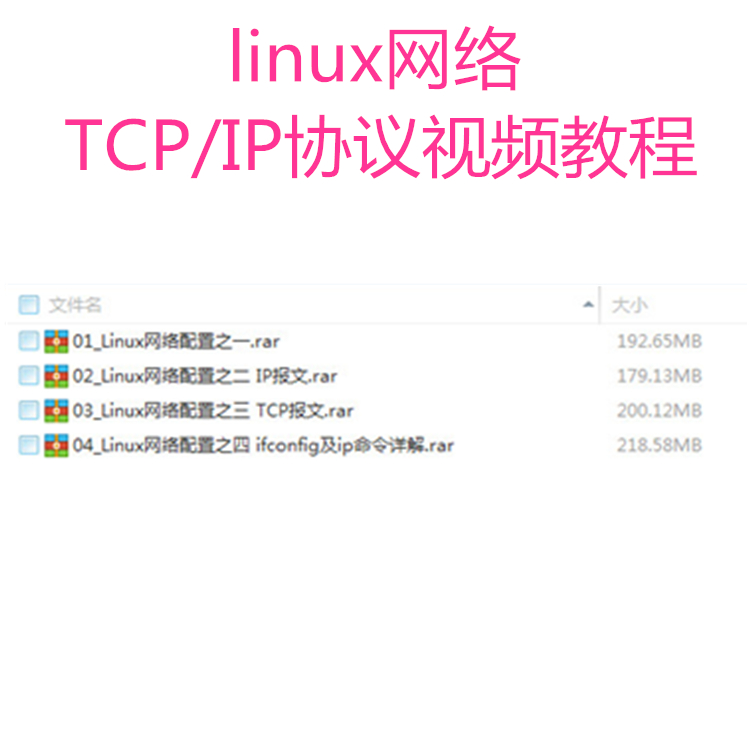 linux网络
TCP/IP协议视频教程
文件名 大小
01_Linux网络配置之一.rar 192.65MB
02_Linux网络配置之二 IP报文.rar 179.13MB
03_Linux网络配置之三 TCP报文.rar 200.12MB
04_Linux网络配置之四 ifconfig及ip命令详解.rar 218.58MB